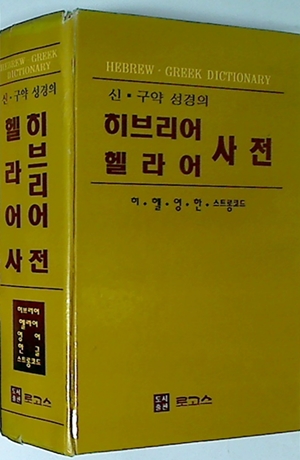 HEBREW GREEK
DICTIONARY
신·구약 성경의
히브리어
헬라어
사전
히브리어
헬라어
영어
한글
스트롱코드
도서
출판
로고스
HEBREW · GREEK DICTIONARY
신·구약 성경의
히브리어
헬라어
사전
히·헬·영·한·스트롱코드
도서
출판
로고스